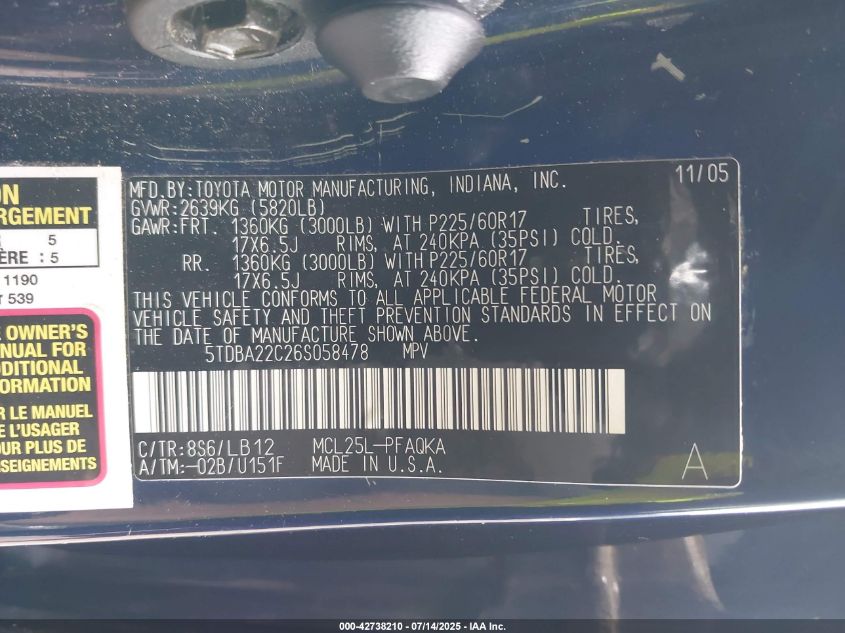 MFD.BY:TOYOTA MOTOR MANUFACTURING, INDIANA, INC. 11/05
GVWR:2639KG (5820LB)
GAWR:FRT. 1360KG (3000LB) WITH P225/60R17 TIRES,
17X6.5J RIMS, AT 240KPA (35PSI) COLD.
RR. 1360KG (3000LB) WITH P225/60R17 TIRES,
17X6.5J RIMS, AT 240KPA (35PSI) COLD.
THIS VEHICLE CONFORMS TO ALL APPLICABLE FEDERAL MOTOR
VEHICLE SAFETY AND THEFT PREVENTION STANDARDS IN EFFECT ON
THE DATE OF MANUFACTURE SHOWN ABOVE.
5TDBA22C26S058478 MPV
C/TR:8S6/LB12 MCL25L-PFAQKA
A/TM:-02B/U151F MADE IN U.S.A.
A
ON
RGEMENT
5
ÈRE : 5
1190
539
OWNER'S
ANUAL FOR
DDITIONAL
FORMATION
R LE MANUEL
E L'USAGER
OUR PLUS DE
SEIGNEMENTS
000-42738210 - 07/14/2025 - IAA Inc.